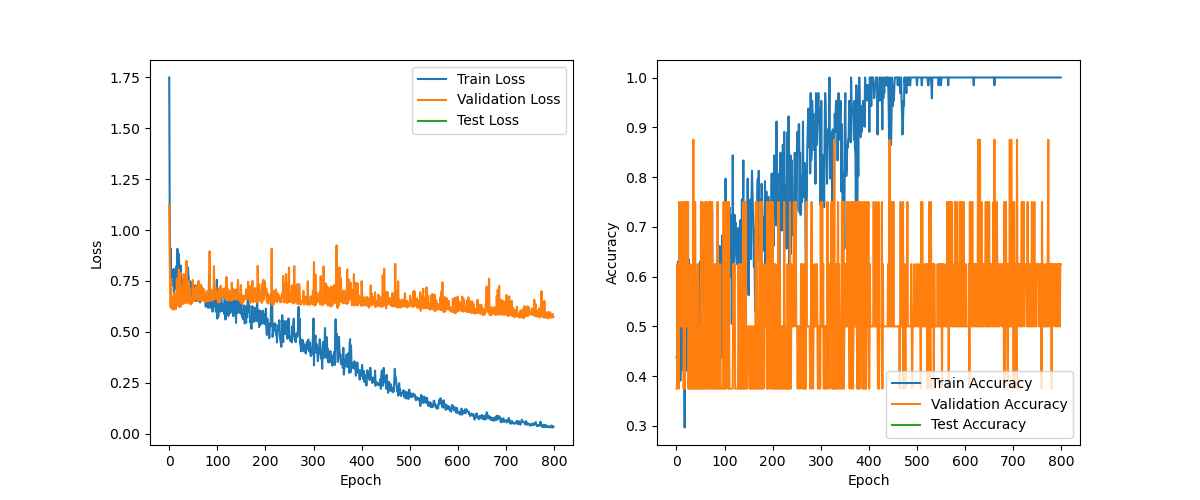 1.75
1.50
1.25
1.00
0.75
0.50
0.25
0.00
Loss
0 100 200 300 400 500 600 700 800
Epoch
Train Loss
Validation Loss
Test Loss
1.0
0.9
0.8
0.7
0.6
0.5
0.4
0.3
Accuracy
0 100 200 300 400 500 600 700 800
Epoch
Train Accuracy
Validation Accuracy
Test Accuracy